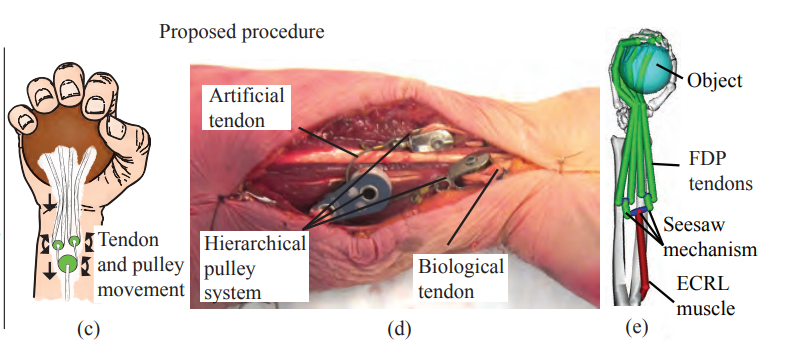 Proposed procedure
Artificial
tendon
Hierarchical
pulley
system
Biological
tendon
Tendon
and pulley
movement
Object
FDP
tendons
Seesaw
mechanism
ECRL
muscle
(c)
(d)
(e)